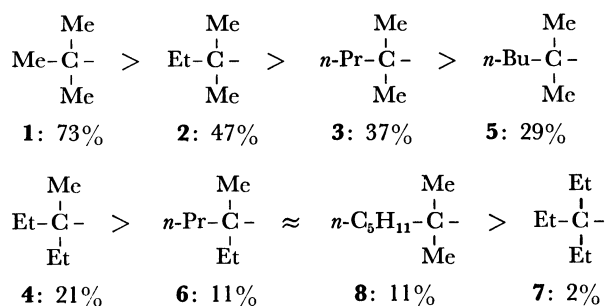 Me Me Me Me
Me–C– > Et–C– > n-Pr–C– > n-Bu–C–
Me Me Me Me
1: 73% 2: 47% 3: 37% 5: 29%
Me Me Me Et
Et–C– > n-Pr–C– ≈ n-C₅H₁₁–C– > Et–C–
Et Et Me Et
4: 21% 6: 11% 8: 11% 7: 2%